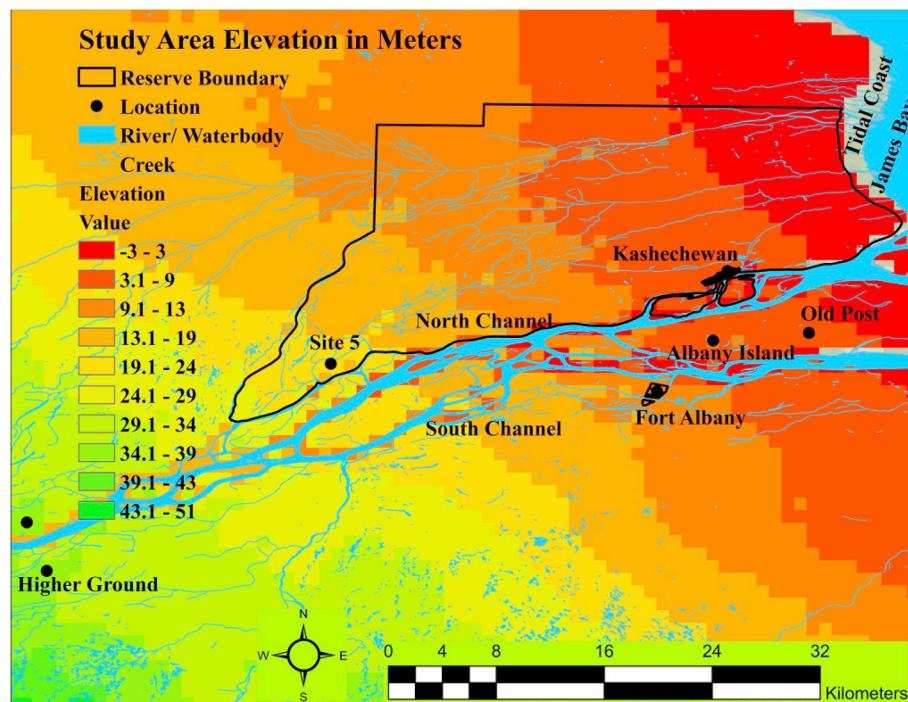 Study Area Elevation in Meters
Reserve Boundary
Location
River/ Waterbody
Creek
Elevation
Value
-3 - 3
3.1 - 9
9.1 - 13
13.1 - 19
19.1 - 24
24.1 - 29
29.1 - 34
34.1 - 39
39.1 - 43
43.1 - 51
Tidal Coast
James Bay
Kashechewan
North Channel
Old Post
Site 5
Albany Island
Fort Albany
South Channel
Higher Ground
N
W E
S
0 4 8 16 24 32
Kilometers